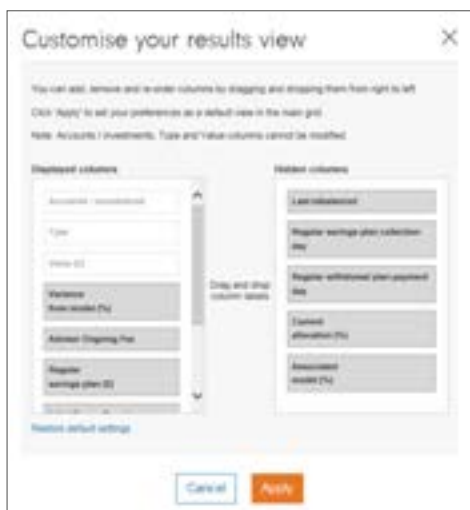 Customise your results view
You can add, remove and re-order columns by dragging and dropping them from right to left
Click 'Apply' to set your preferences as a default view in the main grid.
Note: Accounts / investments, Type and Value columns cannot be modified
Displayed columns
Accounts / investments
Type
Value (£)
Variance
from model (%)
Adviser Ongoing Fee
Regular
savings plan (£)
Restore default settings
Drag and drop
column labels
Hidden columns
Last rebalanced
Regular savings plan collection
day
Regular withdrawal plan payment
day
Current
allocation (%)
Associated
model (%)
Cancel
Apply